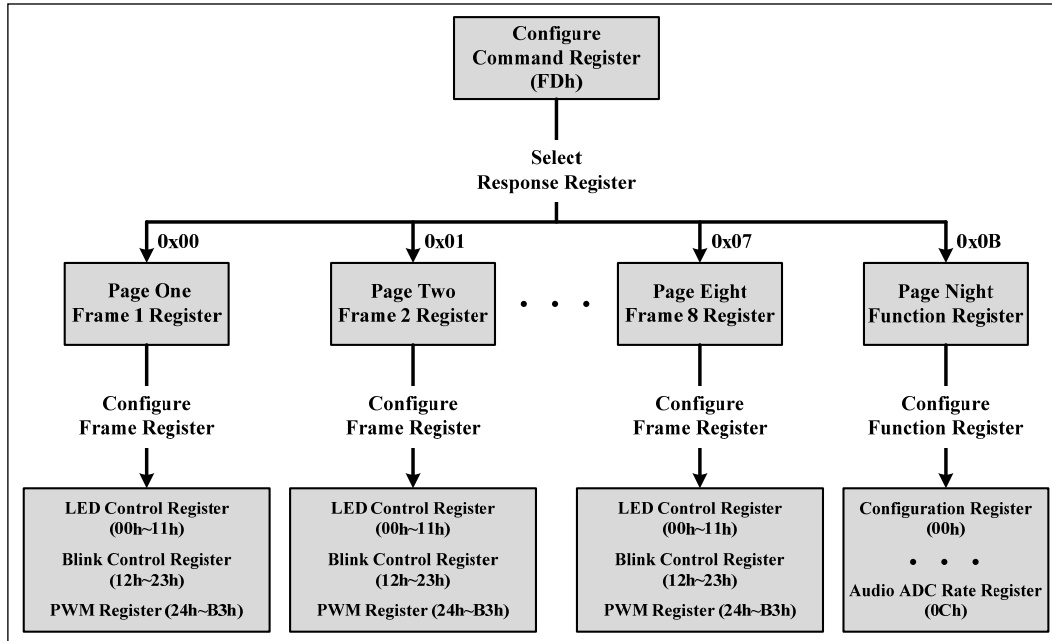 Configure
Command Register
(FDh)
Select
Response Register
0x00
0x01
0x07
0x0B
Page One
Frame 1 Register
Page Two
Frame 2 Register
. . .
Page Eight
Frame 8 Register
Page Night
Function Register
Configure
Frame Register
Configure
Frame Register
Configure
Frame Register
Configure
Function Register
LED Control Register
(00h~11h)
Blink Control Register
(12h~23h)
PWM Register (24h~B3h)
LED Control Register
(00h~11h)
Blink Control Register
(12h~23h)
PWM Register (24h~B3h)
LED Control Register
(00h~11h)
Blink Control Register
(12h~23h)
PWM Register (24h~B3h)
Configuration Register
(00h)
. . .
Audio ADC Rate Register
(0Ch)